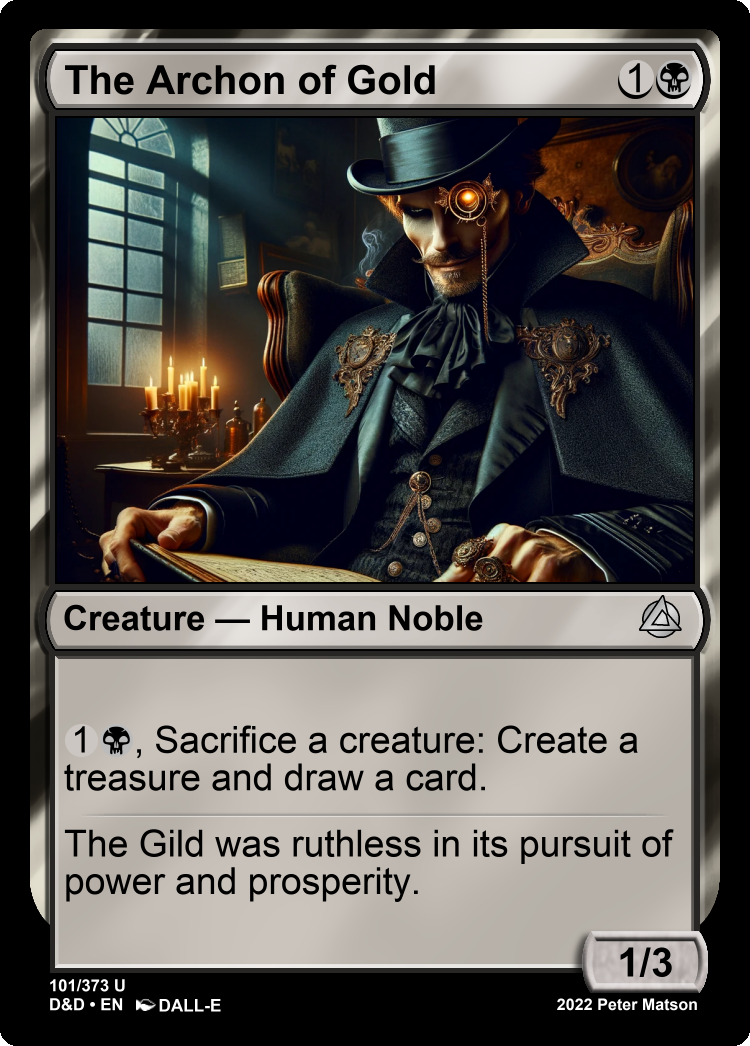 The Archon of Gold 1
Creature — Human Noble
1 , Sacrifice a creature: Create a
treasure and draw a card.
The Gild was ruthless in its pursuit of
power and prosperity.
1/3
101/373 U
D&D • EN DALL-E
2022 Peter Matson